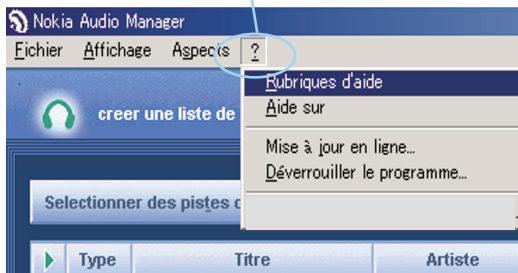 Nokia Audio Manager
Fichier Affichage Aspects ?
Rubriques d'aide
Aide sur
Mise à jour en ligne...
Déverrouiller le programme...
creer une liste de
Selectionner des pistes
Type Titre Artiste